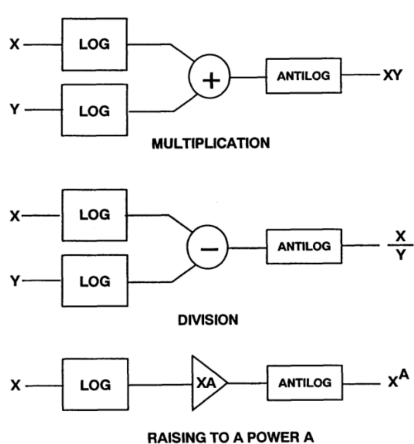 X LOG
+ ANTILOG XY
Y LOG
MULTIPLICATION
X LOG
− ANTILOG X/Y
Y LOG
DIVISION
X LOG XA ANTILOG X^A
RAISING TO A POWER A